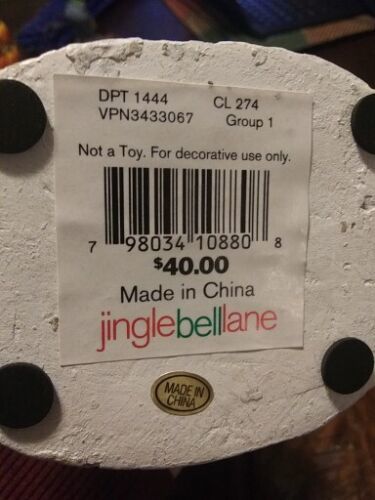 DPT 1444 CL 274
VPN3433067 Group 1
Not a Toy. For decorative use only.
7 98034 10880 8
$40.00
Made in China
jinglebelllane
MADE IN
CHINA